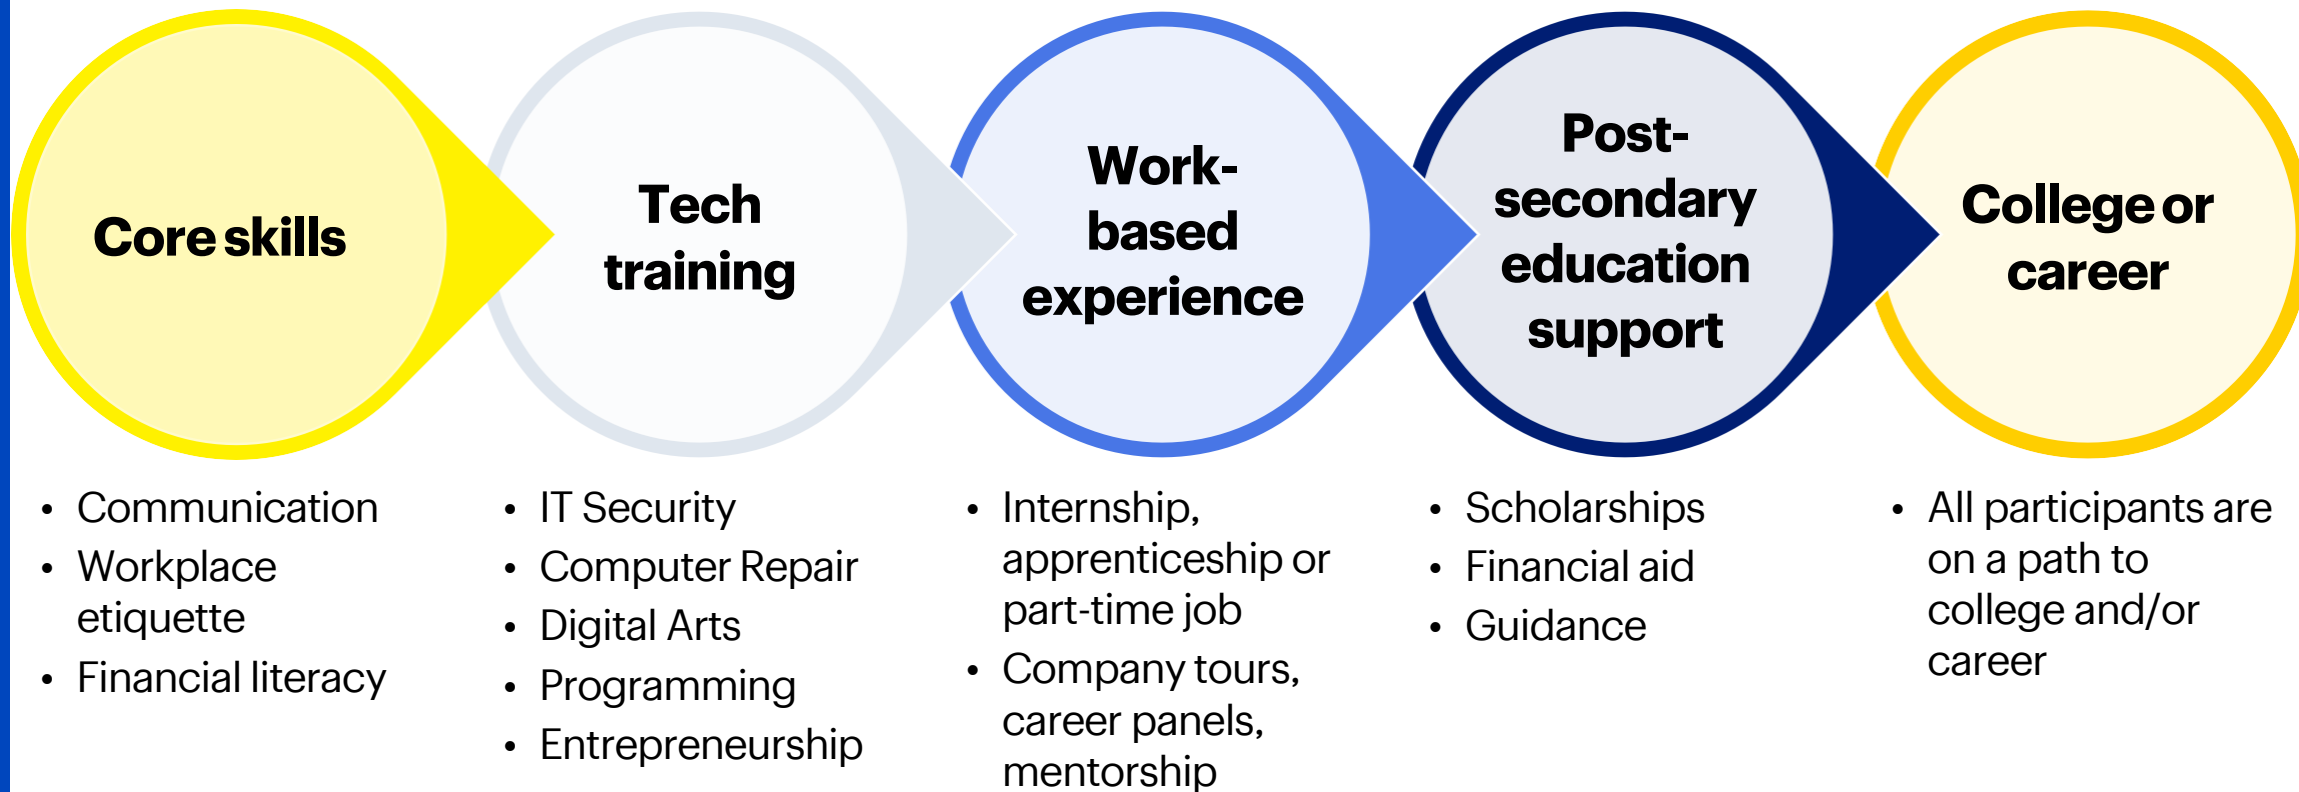 Core skills
Tech
training
Work-
based
experience
Post-
secondary
education
support
College or
career
• Communication
• Workplace
etiquette
• Financial literacy
• IT Security
• Computer Repair
• Digital Arts
• Programming
• Entrepreneurship
• Internship,
apprenticeship or
part-time job
• Company tours,
career panels,
mentorship
• Scholarships
• Financial aid
• Guidance
• All participants are
on a path to
college and/or
career